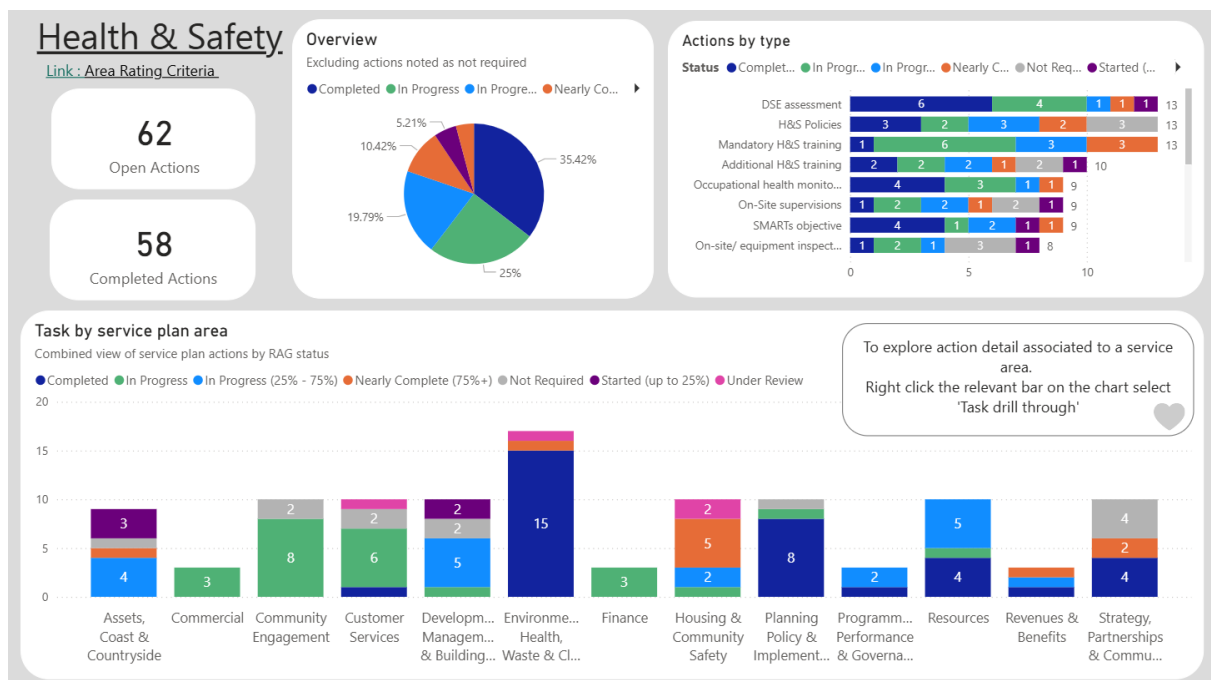 Health & Safety
Link : Area Rating Criteria
62
Open Actions
58
Completed Actions
Overview
Excluding actions noted as not required
Completed In Progress In Progre... Nearly Co...
5.21%
10.42%
19.79%
35.42%
25%
Actions by type
Status Complet... In Progr... In Progr... Nearly C... Not Req... Started (...
DSE assessment 6 4 1 1 1 13
H&S Policies 3 2 3 2 3 13
Mandatory H&S training 1 6 3 3 13
Additional H&S training 2 2 2 1 2 1 10
Occupational health monito... 4 3 1 1 9
On-Site supervisions 1 2 2 1 2 1 9
SMARTs objective 4 1 2 1 1 9
On-site/ equipment inspect... 1 2 1 3 1 8
0 5 10
Task by service plan area
Combined view of service plan actions by RAG status
Completed In Progress In Progress (25% - 75%) Nearly Complete (75%+) Not Required Started (up to 25%) Under Review
To explore action detail associated to a service
area.
Right click the relevant bar on the chart select
'Task drill through'
20
15
10
5
0
3
4
3
2
8
2
6
2
2
5
15
3
2
5
2
8
2
5
4
4
2
4
Assets,
Coast &
Countryside
Commercial
Community
Engagement
Customer
Services
Developm...
Managem...
& Building...
Environme...
Health,
Waste & Cl...
Finance
Housing &
Community
Safety
Planning
Policy &
Implement...
Programm...
Performance
& Governa...
Resources
Revenues &
Benefits
Strategy,
Partnerships
& Commu...